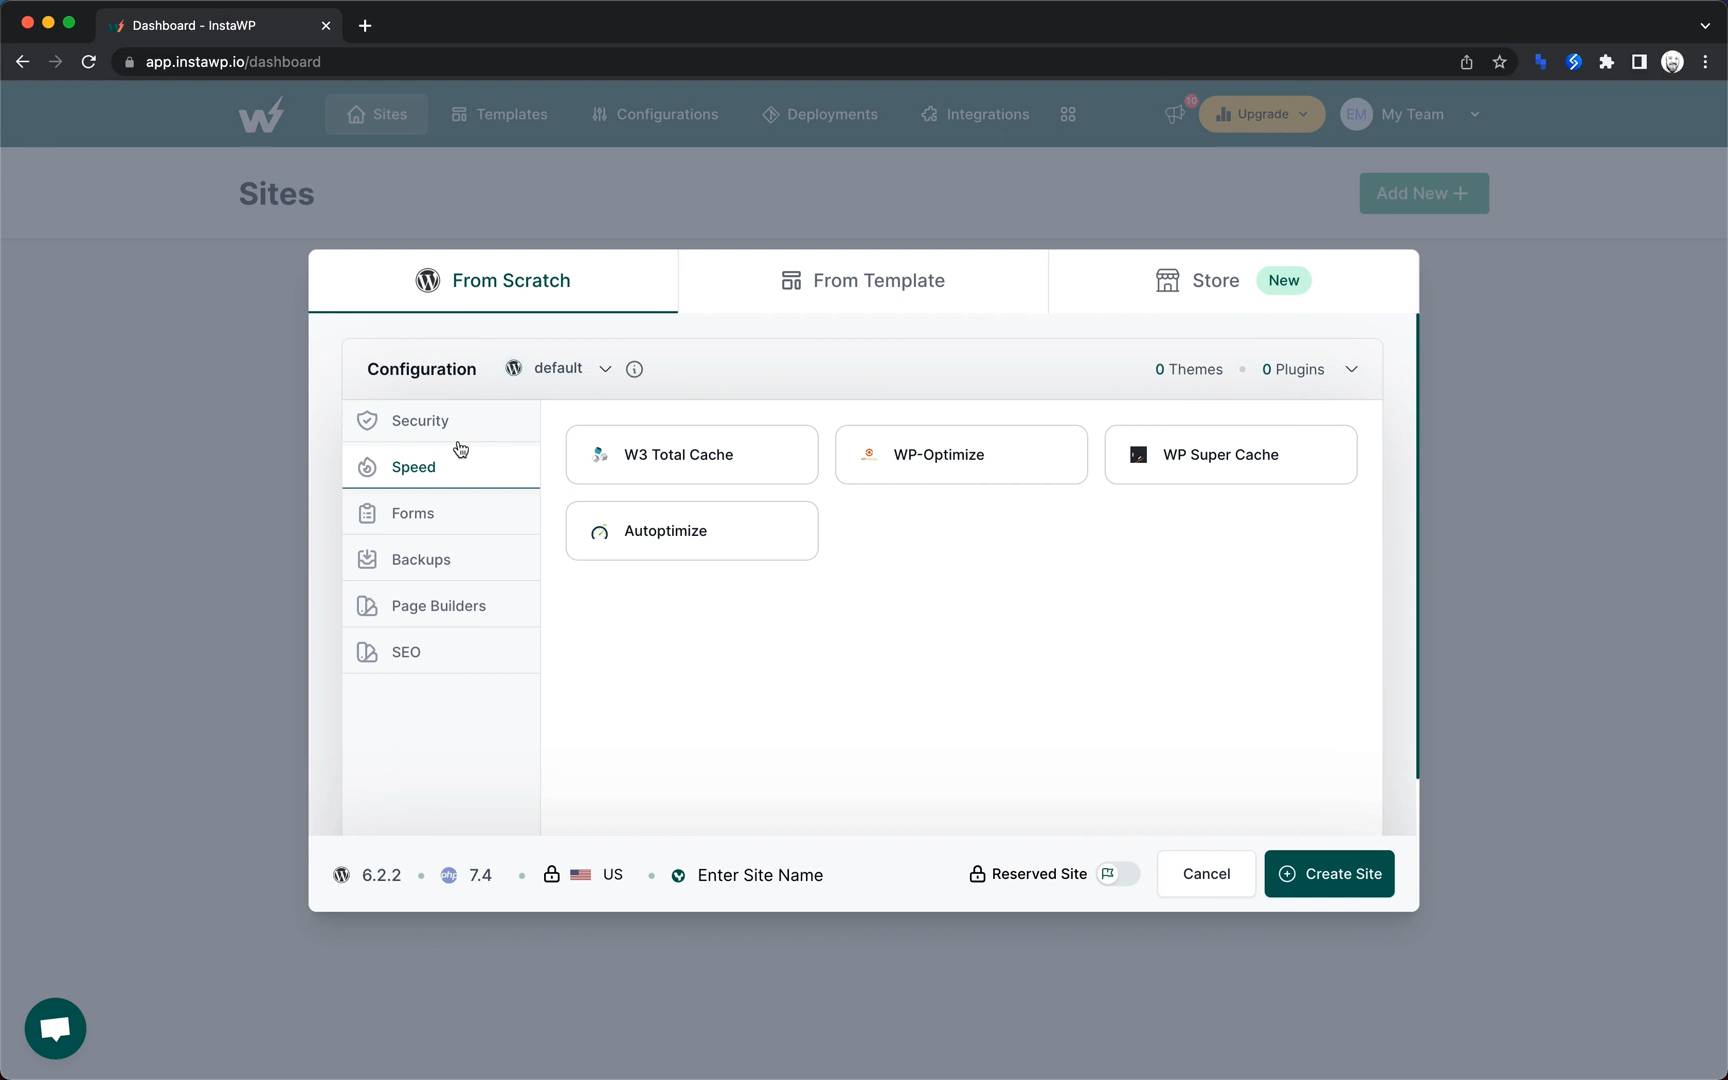 Dashboard - InstaWP
app.instawp.io/dashboard
Sites
Templates
Configurations
Deployments
Integrations
10
Upgrade
EM
My Team
Sites
Add New +
From Scratch
From Template
Store
New
Configuration
default
0 Themes
0 Plugins
Security
Speed
Forms
Backups
Page Builders
SEO
W3 Total Cache
WP-Optimize
WP Super Cache
Autoptimize
6.2.2
php
7.4
US
Enter Site Name
Reserved Site
Cancel
Create Site